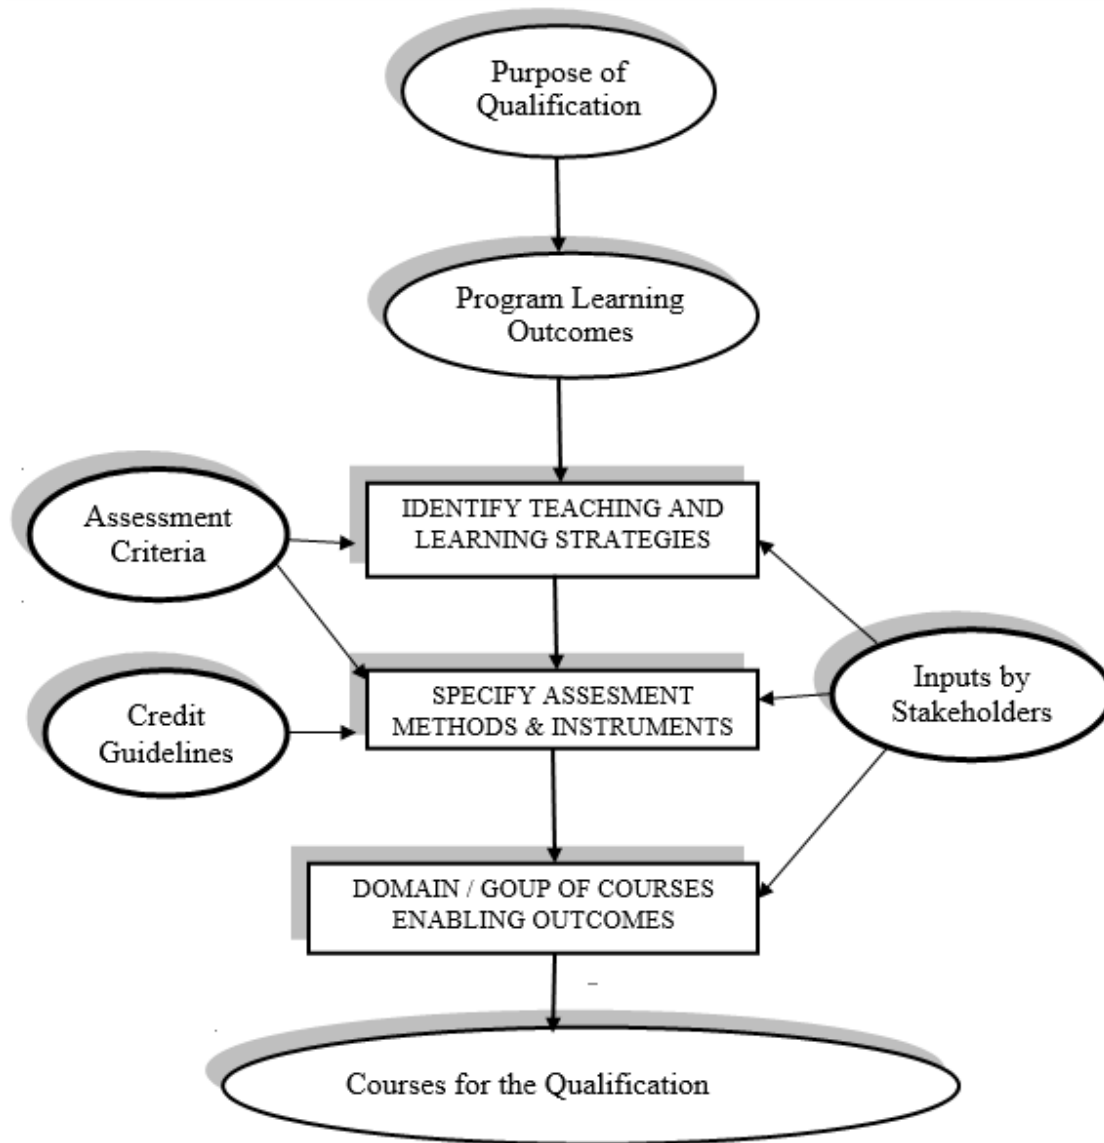 Purpose of
Qualification
Program Learning
Outcomes
IDENTIFY TEACHING AND
LEARNING STRATEGIES
Assessment
Criteria
SPECIFY ASSESMENT
METHODS & INSTRUMENTS
Inputs by
Stakeholders
Credit
Guidelines
DOMAIN / GOUP OF COURSES
ENABLING OUTCOMES
Courses for the Qualification